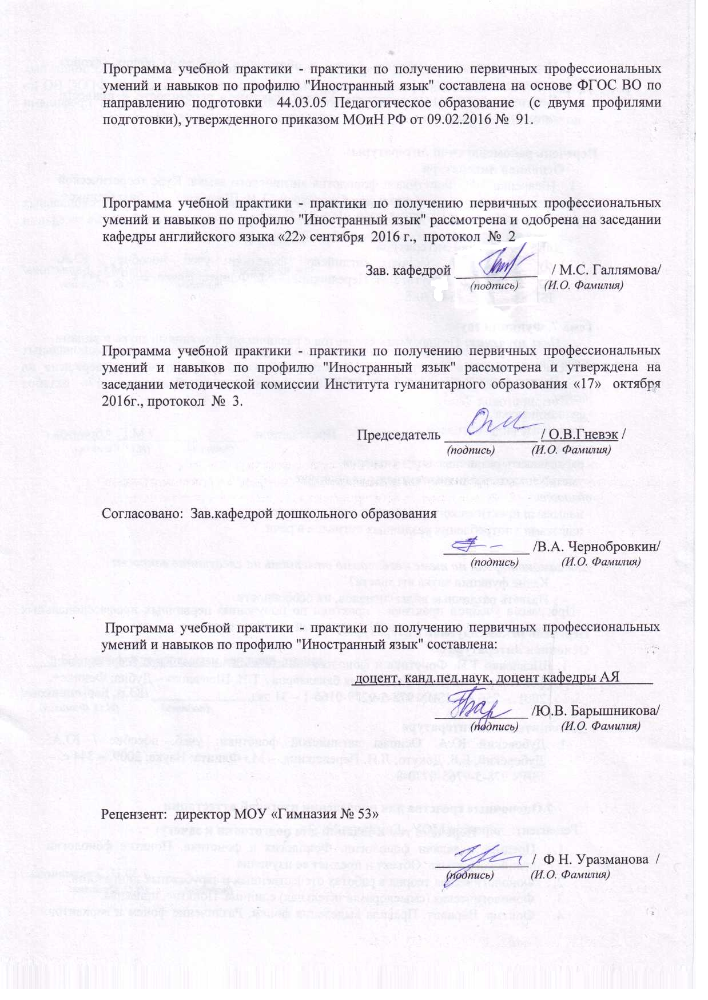 Программа учебной практики - практики по получению первичных профессиональных
умений и навыков по профилю "Иностранный язык" составлена на основе ФГОС ВО по
направлению подготовки 44.03.05 Педагогическое образование (с двумя профилями
подготовки), утвержденного приказом МОиН РФ от 09.02.2016 № 91.
Программа учебной практики - практики по получению первичных профессиональных
умений и навыков по профилю "Иностранный язык" рассмотрена и одобрена на заседании
кафедры английского языка «22» сентября 2016 г., протокол № 2
Зав. кафедрой ____________ / М.С. Галлямова/
(подпись) (И.О. Фамилия)
Программа учебной практики - практики по получению первичных профессиональных
умений и навыков по профилю "Иностранный язык" рассмотрена и утверждена на
заседании методической комиссии Института гуманитарного образования «17» октября
2016г., протокол № 3.
Председатель _____________ / О.В.Гневэк /
(подпись) (И.О. Фамилия)
Согласовано: Зав.кафедрой дошкольного образования
____________ /В.А. Чернобровкин/
(подпись) (И.О. Фамилия)
Программа учебной практики - практики по получению первичных профессиональных
умений и навыков по профилю "Иностранный язык" составлена:
доцент, канд.пед.наук, доцент кафедры АЯ
_____________ /Ю.В. Барышникова/
(подпись) (И.О. Фамилия)
Рецензент: директор МОУ «Гимназия № 53»
_____________ / Ф Н. Уразманова /
(подпись) (И.О. Фамилия)